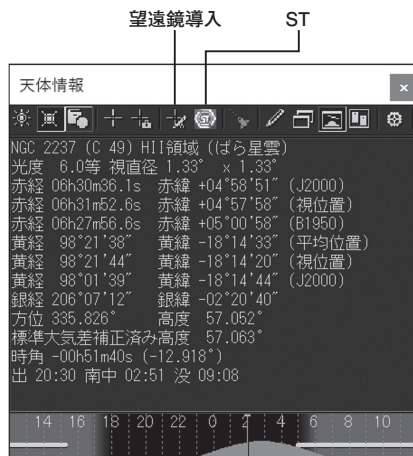 望遠鏡導入 ST
天体情報
ST
NGC 2237 (C 49) HII領域 (ばら星雲)
光度 6.0等 視直径 1.33° x 1.33°
赤経 06h30m36.1s 赤緯 +04°58'51" (J2000)
赤経 06h31m52.6s 赤緯 +04°57'58" (視位置)
赤経 06h27m56.6s 赤緯 +05°00'58" (B1950)
黄経 98°21'38" 黄緯 -18°14'33" (平均位置)
黄経 98°21'44" 黄緯 -18°14'20" (視位置)
黄経 98°01'39" 黄緯 -18°14'44" (J2000)
銀経 206°07'12" 銀緯 -02°20'40"
方位 335.826° 高度 57.052°
標準大気差補正済み高度 57.063°
時角 -00h51m40s (-12.918°)
出 20:30 南中 02:51 没 09:08
14 16 18 20 22 0 2 4 6 8 10